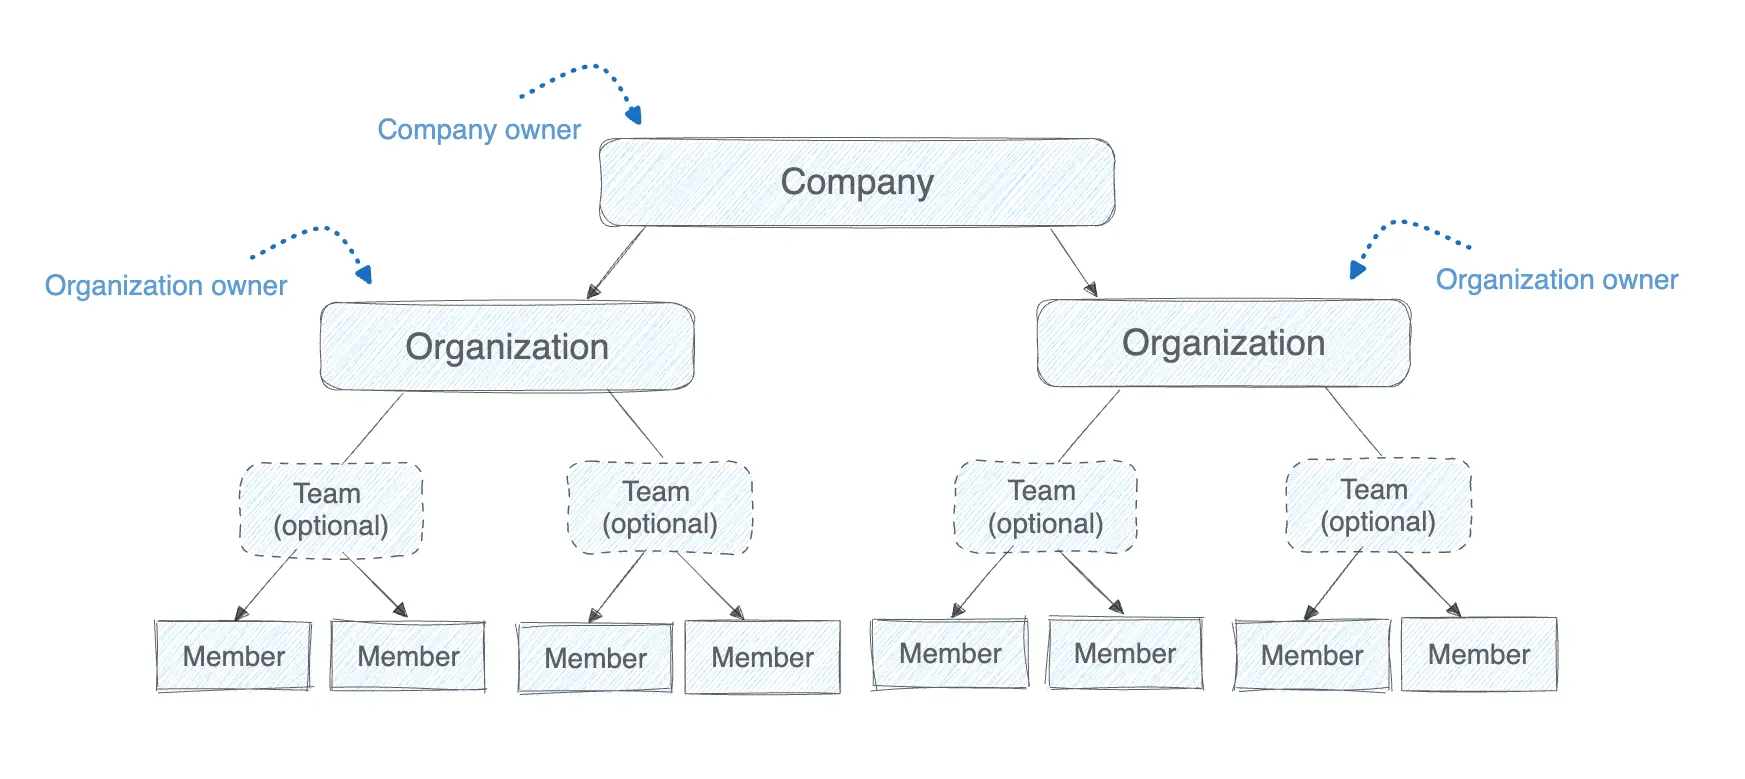 Company owner
Company
Organization owner
Organization owner
Organization
Organization
Team
(optional)
Team
(optional)
Team
(optional)
Team
(optional)
Member
Member
Member
Member
Member
Member
Member
Member